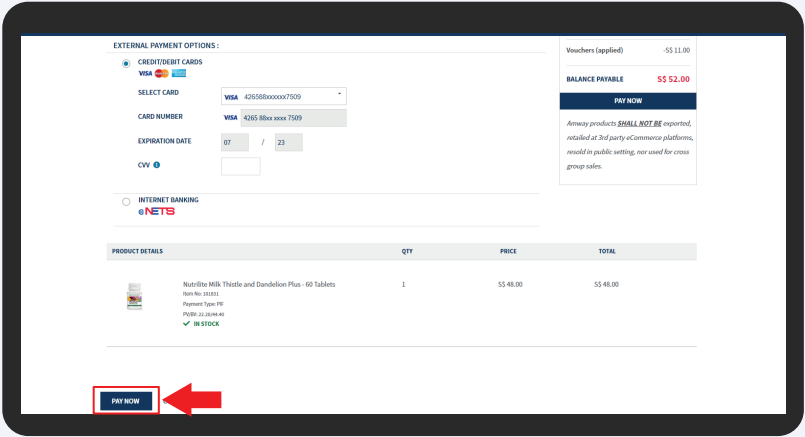 EXTERNAL PAYMENT OPTIONS :
CREDIT/DEBIT CARDS
VISA
SELECT CARD
VISA 426588xxxxxx7509
CARD NUMBER
VISA 4265 88xx xxxx 7509
EXPIRATION DATE
07 / 23
CVV
INTERNET BANKING
eNETS
Vouchers (applied) -S$ 11.00
BALANCE PAYABLE S$ 52.00
PAY NOW
Amway products SHALL NOT BE exported,
retailed at 3rd party eCommerce platforms,
resold in public setting, nor used for cross
group sales.
PRODUCT DETAILS QTY PRICE TOTAL
Nutrilite Milk Thistle and Dandelion Plus - 60 Tablets 1 S$ 48.00 S$ 48.00
Item No: 101831
Payment Type: PIF
PV/BV: 22.20/44.40
IN STOCK
PAY NOW